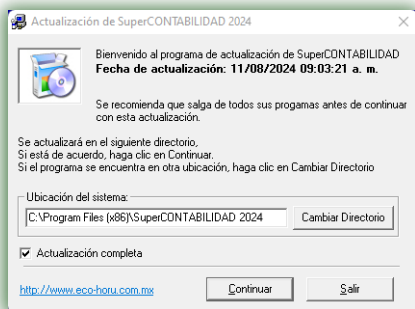 Actualización de SuperCONTABILIDAD 2024
Bienvenido al programa de actualización de SuperCONTABILIDAD
Fecha de actualización: 11/08/2024 09:03:21 a. m.
Se recomienda que salga de todos sus progamas antes de continuar
con esta actualización.
Se actualizará en el siguiente directorio,
Si está de acuerdo, haga clic en Continuar.
Si el programa se encuentra en otra ubicación, haga clic en Cambiar Directorio
Ubicación del sistema:
C:\Program Files (x86)\SuperCONTABILIDAD 2024
Cambiar Directorio
Actualización completa
http://www.eco-horu.com.mx
Continuar
Salir